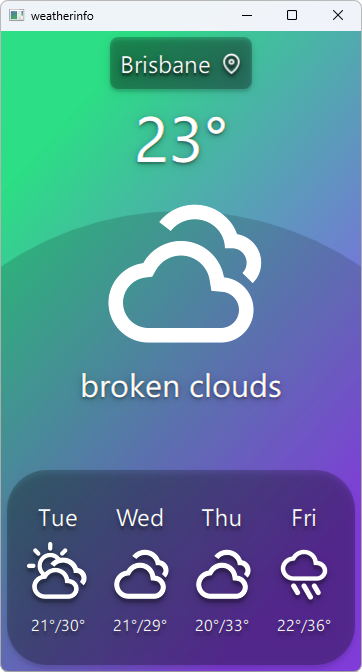 weatherinfo
Brisbane
23°
broken clouds
Tue Wed Thu Fri
21°/30° 21°/29° 20°/33° 22°/36°